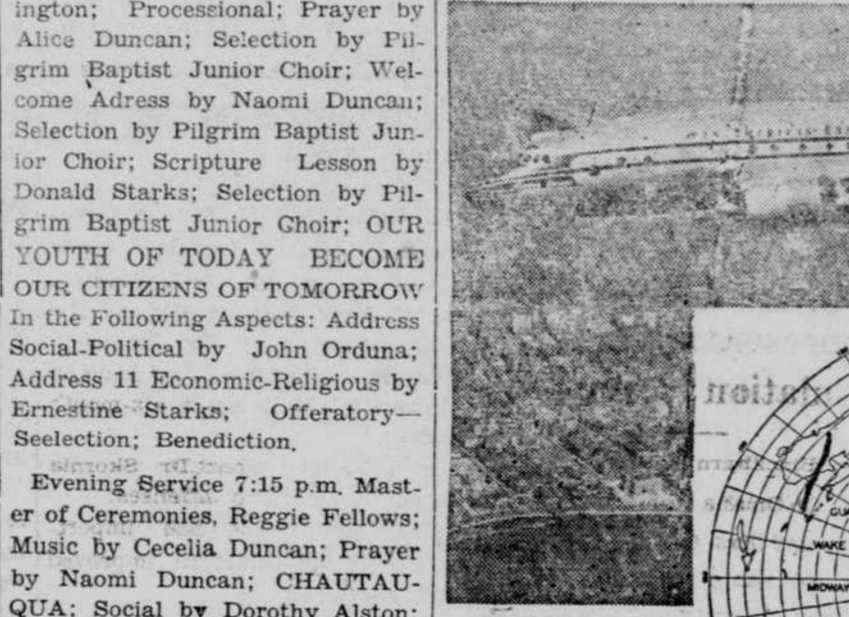 ington; Processional; Prayer by
Alice Duncan; Selection by Pil-
grim Baptist Junior Choir; Wel-
come Adress by Naomi Duncan;
Selection by Pilgrim Baptist Jun-
ior Choir; Scripture Lesson by
Donald Starks; Selection by Pil-
grim Baptist Junior Choir; OUR
YOUTH OF TODAY BECOME
OUR CITIZENS OF TOMORROW
In the Following Aspects: Address
Social-Political by John Orduna;
Address 11 Economic-Religious by
Ernestine Starks; Offeratory—
Seelection; Benediction.
Evening Service 7:15 p.m. Mast-
er of Ceremonies, Reggie Fellows;
Music by Cecelia Duncan; Prayer
by Naomi Duncan; CHAUTAU-
QUA; Social by Dorothy Alston;
WAKE
MIDWAY